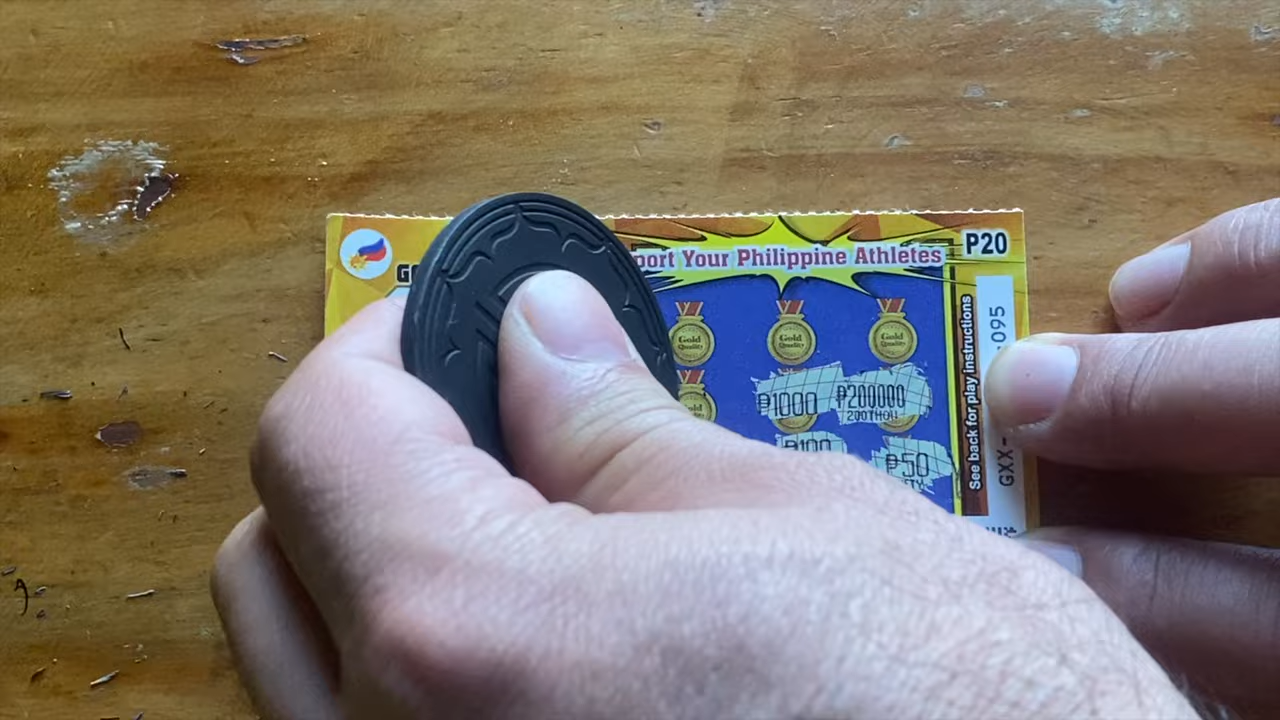 P20
port Your Philippine Athletes
Gold Quality
Gold Quality
Gold Quality
₱1000
₱200000
200THOU
₱100
₱50
See back for play instructions
GXX-
095